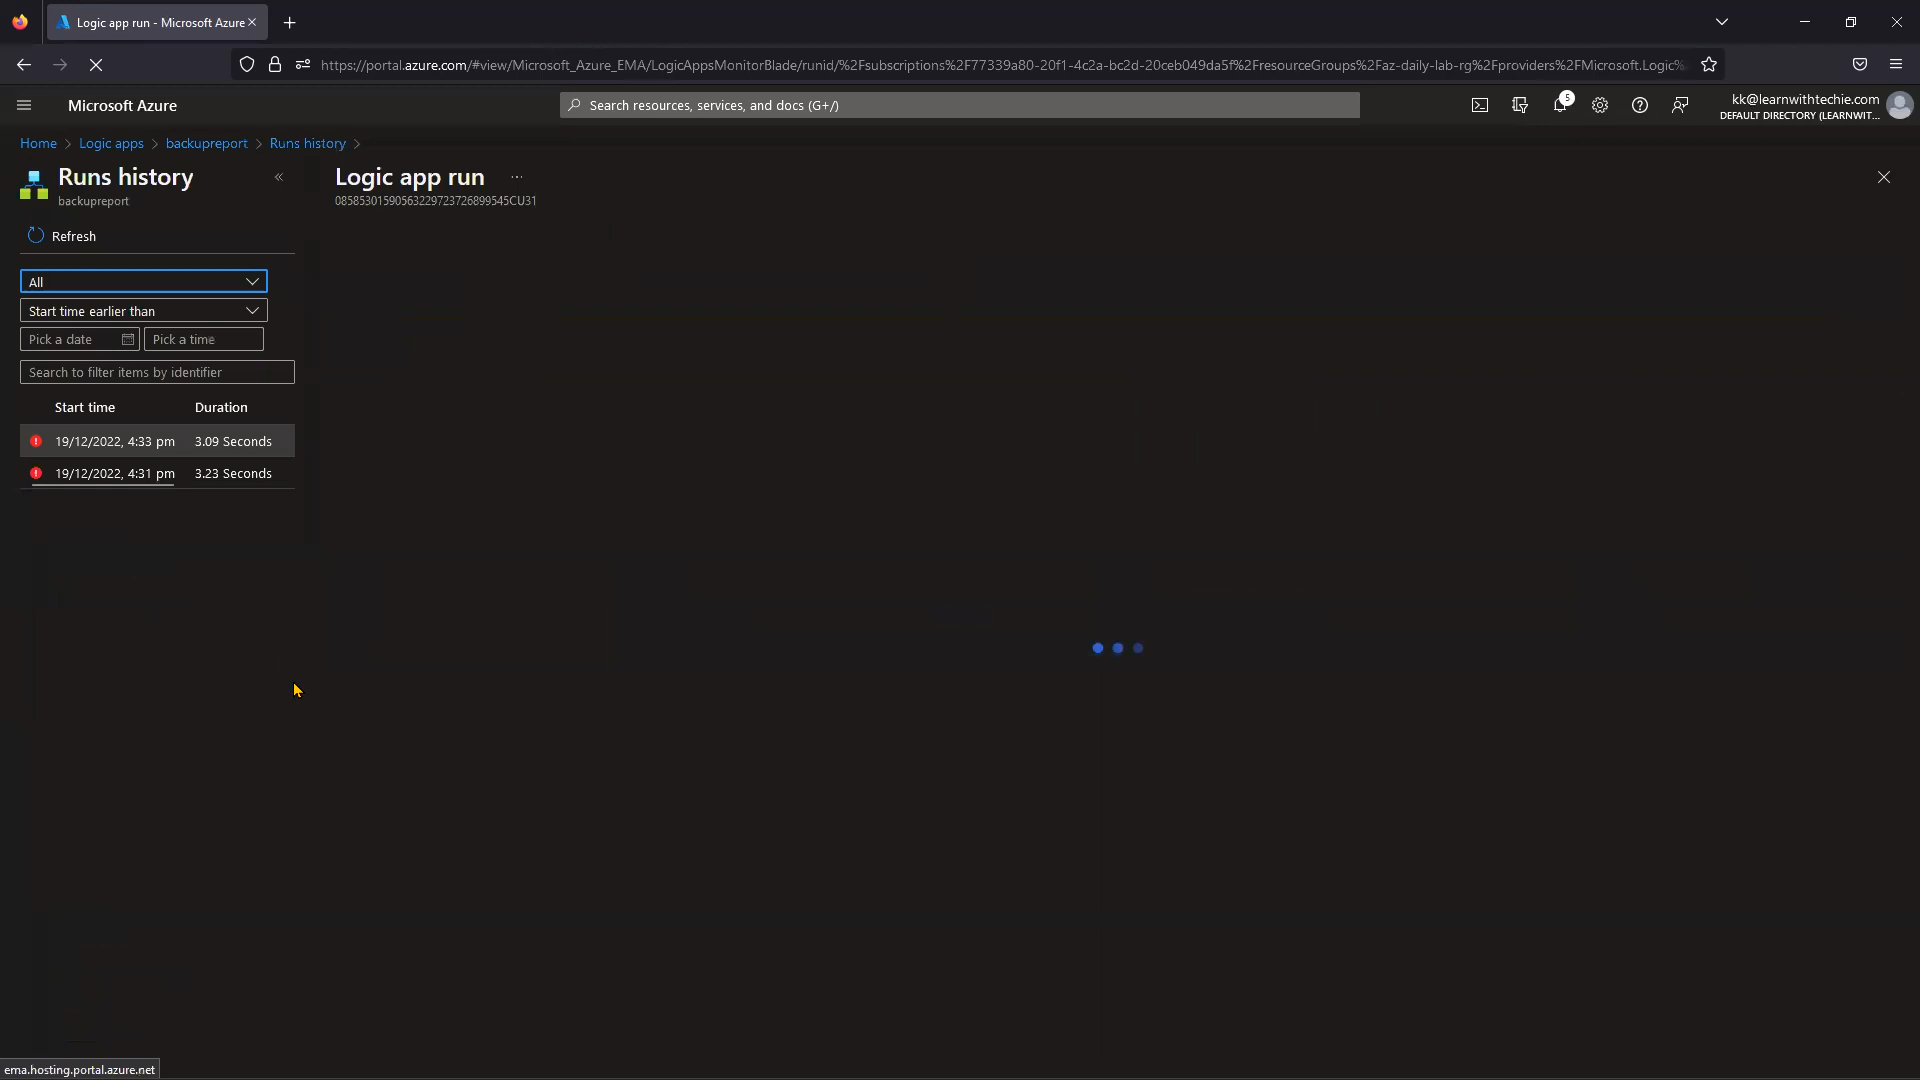 Logic app run - Microsoft Azure
https://portal.azure.com/#view/Microsoft_Azure_EMA/LogicAppsMonitorBlade/runid/%2Fsubscriptions%2F77339a80-20f1-4c2a-bc2d-20ceb049da5f%2FresourceGroups%2Faz-daily-lab-rg%2Fproviders%2FMicrosoft.Logic%
Microsoft Azure
Search resources, services, and docs (G+/)
5
kk@learnwithtechie.com
DEFAULT DIRECTORY (LEARNWIT...
Home > Logic apps > backupreport > Runs history >
Runs history
backupreport
Logic app run ...
08585301590563229723726899545CU31
Refresh
All
Start time earlier than
Pick a date
Pick a time
Search to filter items by identifier
Start time Duration
19/12/2022, 4:33 pm 3.09 Seconds
19/12/2022, 4:31 pm 3.23 Seconds
ema.hosting.portal.azure.net